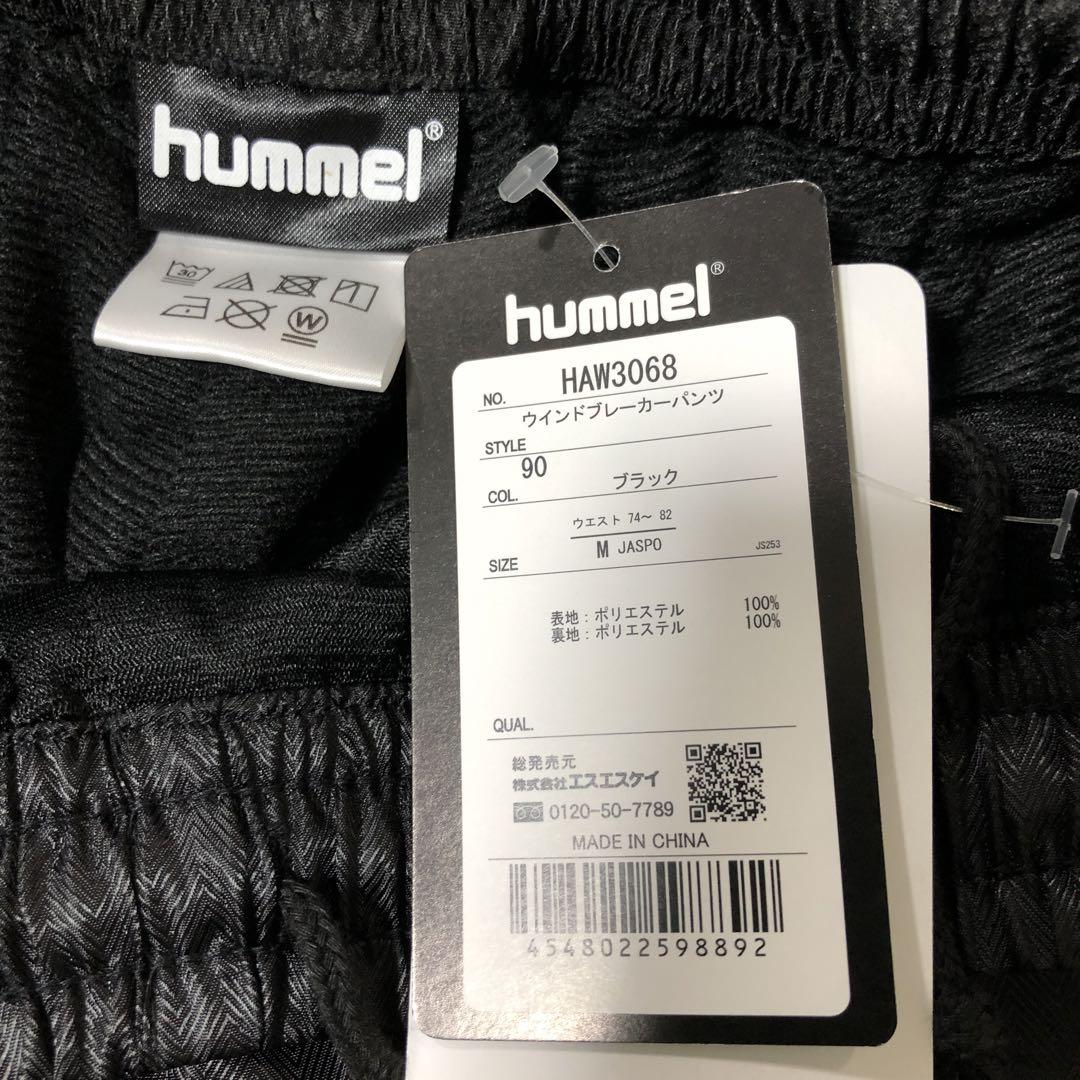 hummel®
30
W
hummel®
NO. HAW3068
ウインドブレーカーパンツ
STYLE
90
COL. ブラック
ウエスト 74～ 82
SIZE M JASPO JS253
表地：ポリエステル 100%
裏地：ポリエステル 100%
QUAL.
総発売元
株式会社エスエスケイ
0120-50-7789
MADE IN CHINA
4548022598892